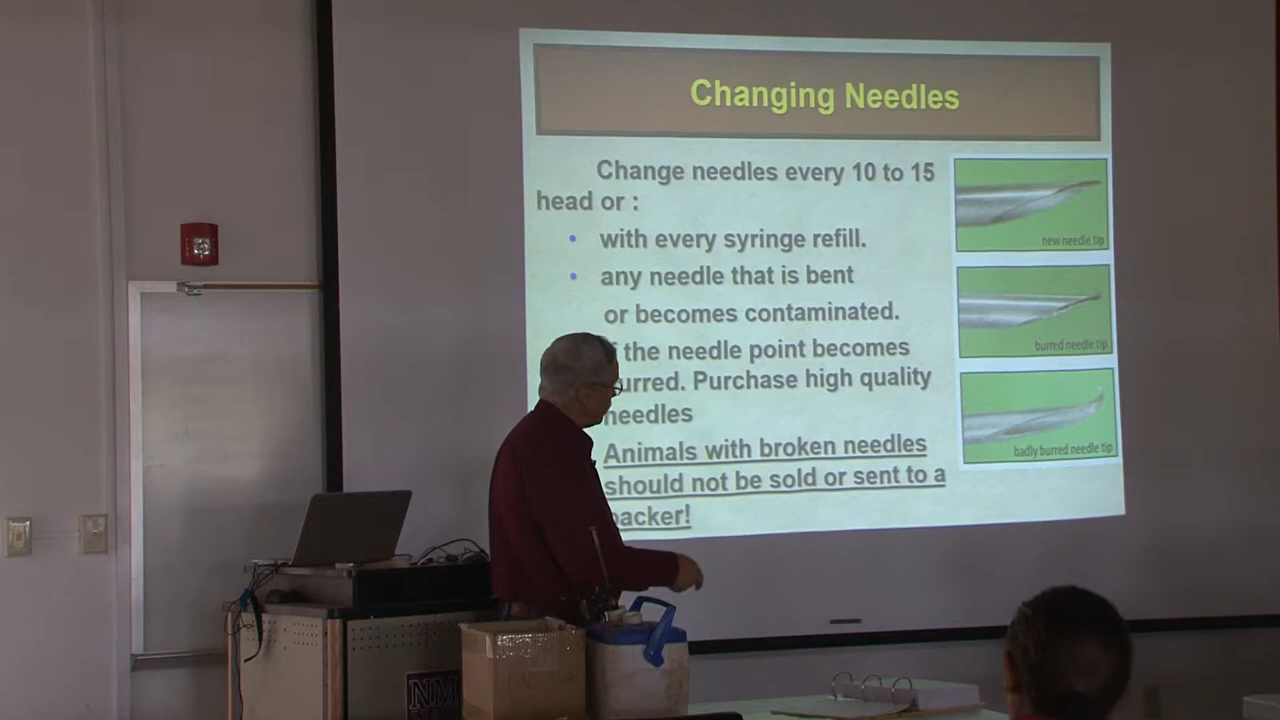 Changing Needles
Change needles every 10 to 15
head or :
• with every syringe refill.
• any needle that is bent
or becomes contaminated.
the needle point becomes
urred. Purchase high quality
needles
Animals with broken needles
should not be sold or sent to a
packer!
new needle tip
burred needle tip
badly burred needle tip
NM